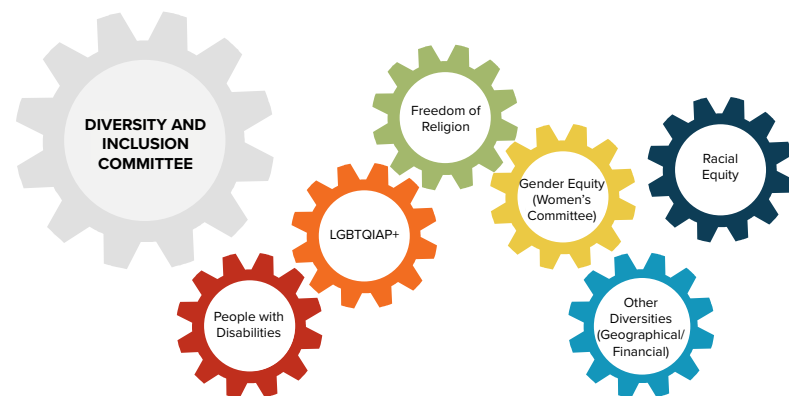 DIVERSITY AND
INCLUSION
COMMITTEE
Freedom of
Religion
Gender Equity
(Women's
Committee)
Racial
Equity
LGBTQIAP+
People with
Disabilities
Other
Diversities
(Geographical/
Financial)